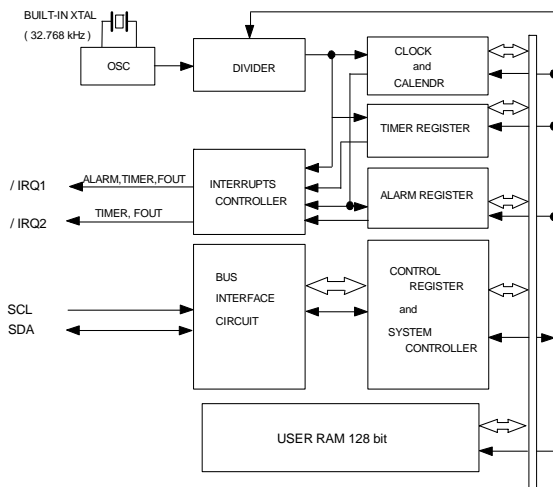 BUILT-IN XTAL
( 32.768 kHz )
OSC
DIVIDER
CLOCK
and
CALENDR
TIMER REGISTER
/ IRQ1
ALARM,TIMER,FOUT
INTERRUPTS
CONTROLLER
ALARM REGISTER
/ IRQ2
TIMER, FOUT
BUS
INTERFACE
CIRCUIT
CONTROL
REGISTER
and
SYSTEM
CONTROLLER
SCL
SDA
USER RAM 128 bit